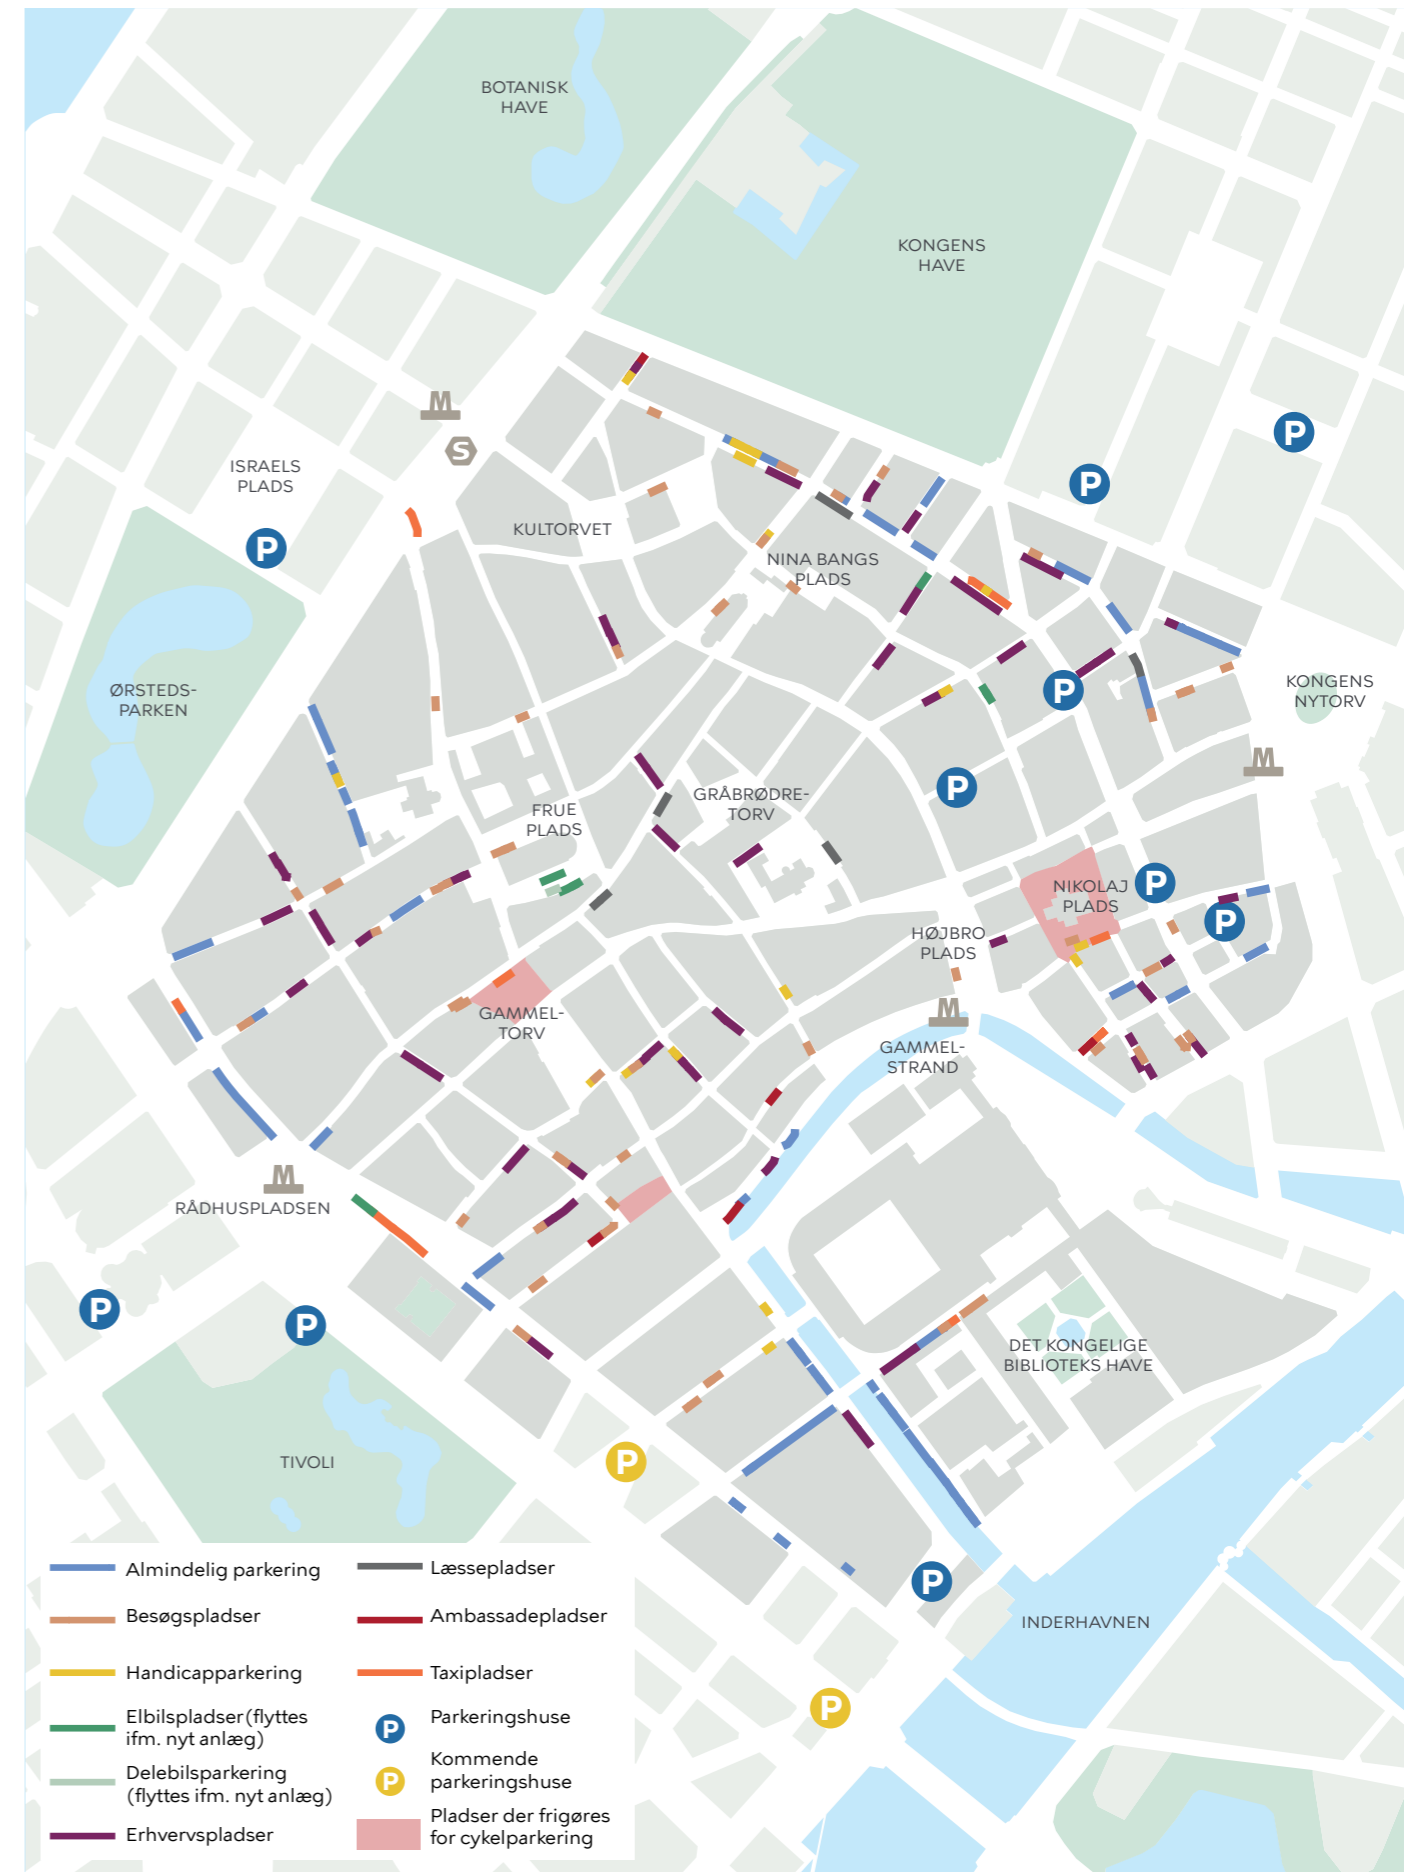 BOTANISK
HAVE
KONGENS
HAVE
M
S
P
P
ISRAELS
PLADS
P
KULTORVET
NINA BANGS
PLADS
ØRSTEDS-
PARKEN
P
KONGENS
NYTORV
M
P
GRÅBRØDRE-
TORV
FRUE
PLADS
NIKOLAJ
PLADS
P
P
HØJBRO
PLADS
M
GAMMEL-
TORV
GAMMEL-
STRAND
M
RÅDHUSPLADSEN
P
P
DET KONGELIGE
BIBLIOTEKS HAVE
TIVOLI
P
P
INDERHAVNEN
P
Almindelig parkering
Besøgspladser
Handicapparkering
Elbilspladser (flyttes
ifm. nyt anlæg)
Delebilsparkering
(flyttes ifm. nyt anlæg)
Erhvervspladser
Læssepladser
Ambassadepladser
Taxipladser
P Parkeringshuse
Kommende
P parkeringshuse
Pladser der frigøres
for cykelparkering